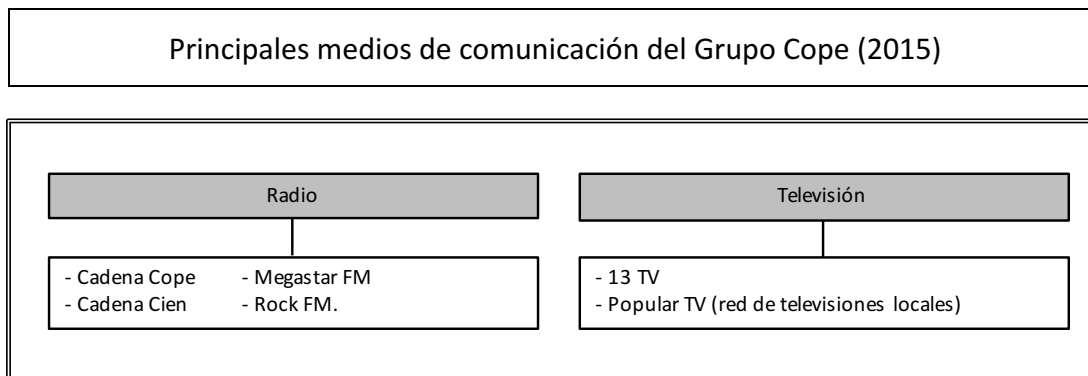 Principales medios de comunicación del Grupo Cope (2015)
Radio
- Cadena Cope - Megastar FM
- Cadena Cien - Rock FM.
Televisión
- 13 TV
- Popular TV (red de televisiones locales)